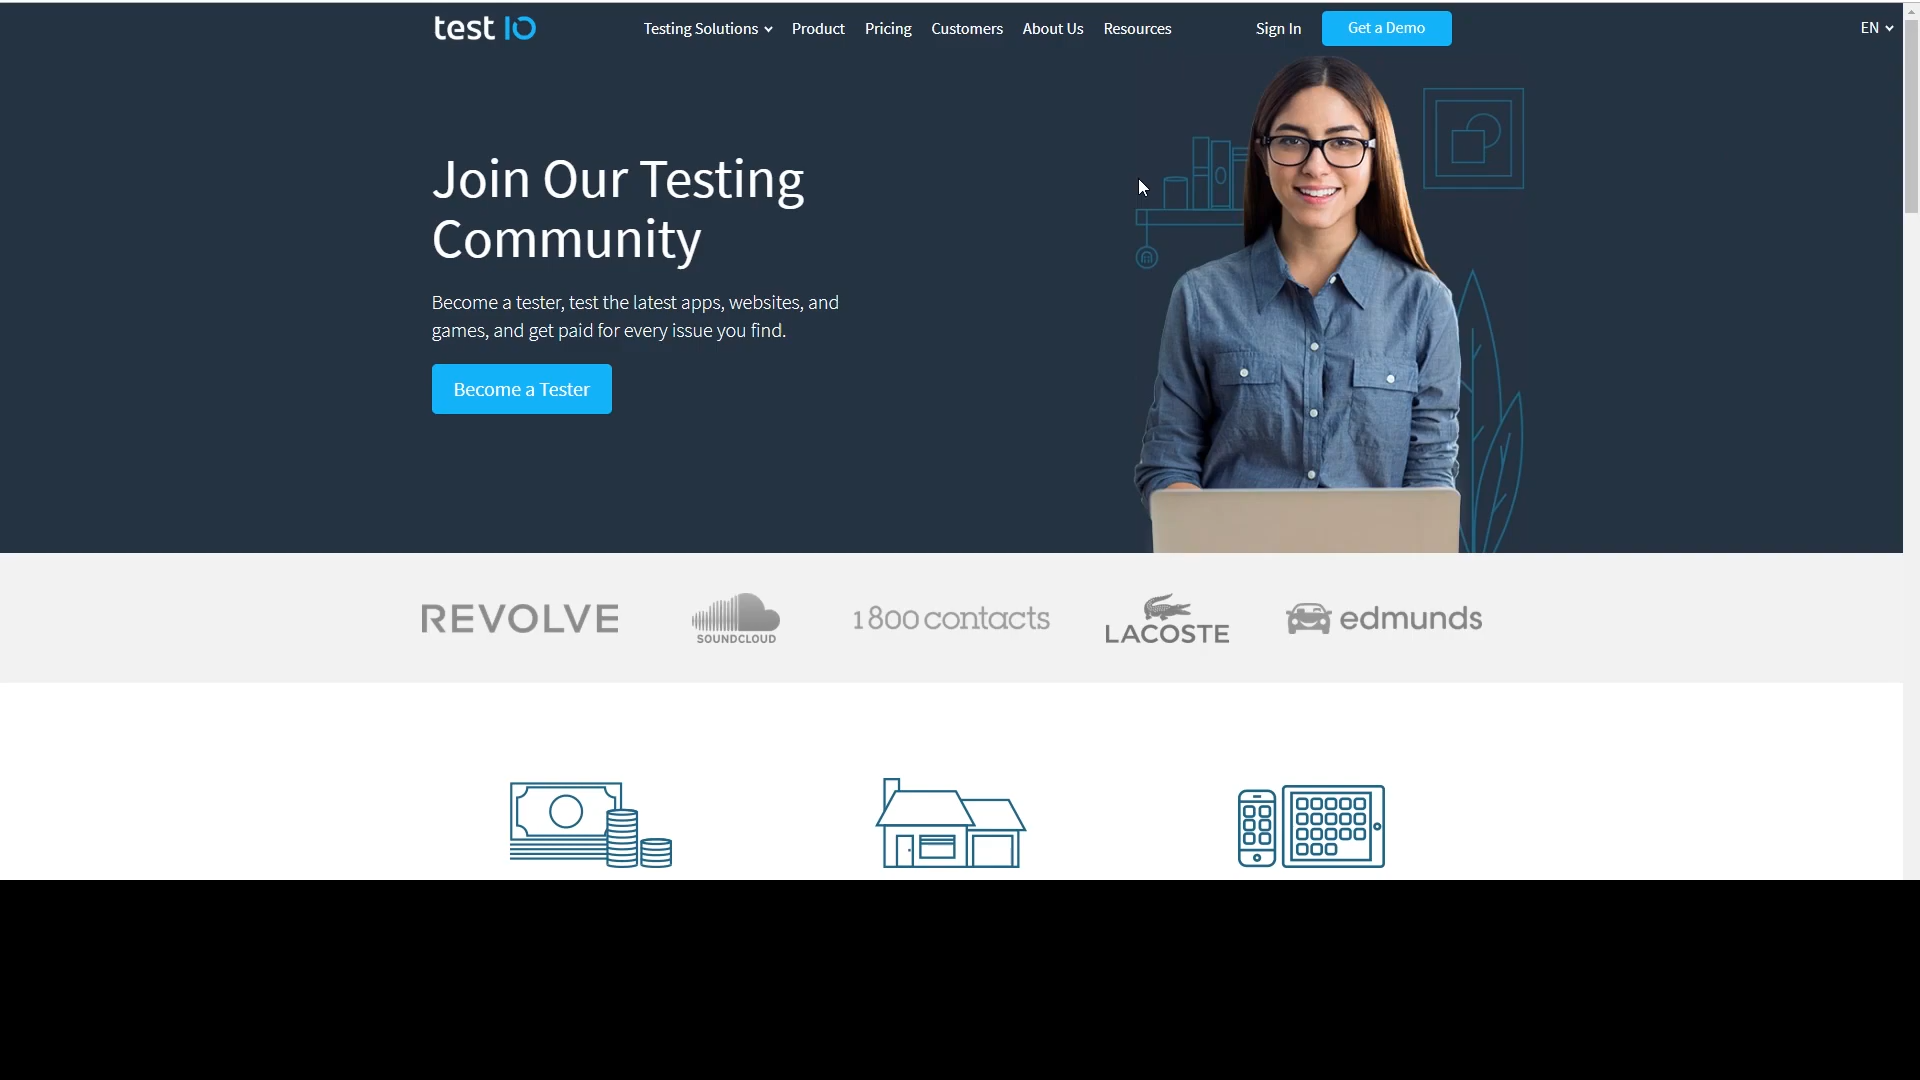 test IO
Testing Solutions
Product
Pricing
Customers
About Us
Resources
Sign In
Get a Demo
EN
Join Our Testing
Community
Become a tester, test the latest apps, websites, and
games, and get paid for every issue you find.
Become a Tester
REVOLVE
SOUNDCLOUD
1800 contacts
LACOSTE
edmunds